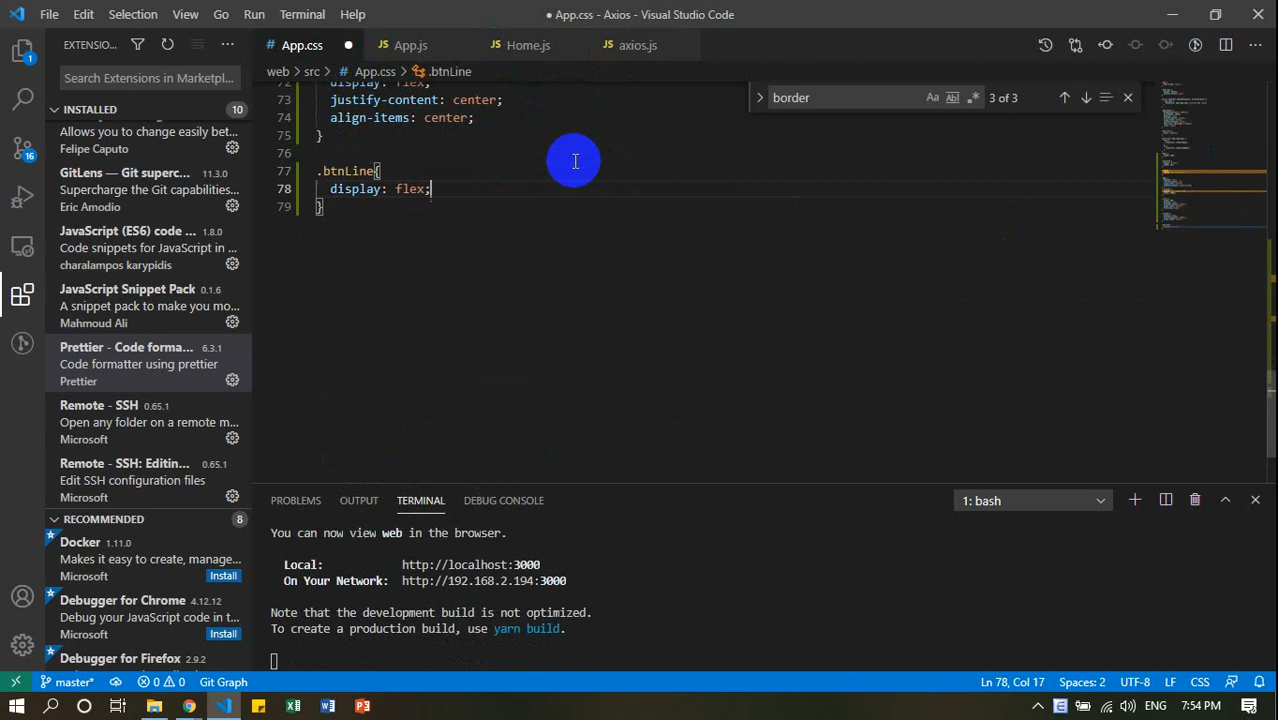 File Edit Selection View Go Run Terminal Help
● App.css - Axios - Visual Studio Code
EXTENSIO...
# App.css ●
JS App.js
JS Home.js
JS axios.js
Search Extensions in Marketpl...
web > src > # App.css > .btnLine
INSTALLED 10
Allows you to change easily bet...
Felipe Caputo
GitLens — Git superc...
Supercharge the Git capabilities...
Eric Amodio
JavaScript (ES6) code ... 1.8.0
Code snippets for JavaScript in ...
charalampos karypidis
JavaScript Snippet Pack 0.1.6
A snippet pack to make you mo...
Mahmoud Ali
Prettier - Code forma... 6.3.1
Code formatter using prettier
Prettier
Remote - SSH 0.65.1
Open any folder on a remote m...
Microsoft
Remote - SSH: Editin... 0.65.1
Edit SSH configuration files
Microsoft
RECOMMENDED 8
Docker 1.11.0
Makes it easy to create, manage...
Microsoft Install
Debugger for Chrome 4.12.12
Debug your JavaScript code in t...
Microsoft Install
Debugger for Firefox 2.9.2
1
16
border Aa Abl .* 3 of 3
72 display: flex;
73 justify-content: center;
74 align-items: center;
75 }
76
77 .btnLine{
78 display: flex;
79 }
PROBLEMS OUTPUT TERMINAL DEBUG CONSOLE
1: bash
You can now view web in the browser.
Local: http://localhost:3000
On Your Network: http://192.168.2.194:3000
Note that the development build is not optimized.
To create a production build, use yarn build.
master* 0 0 Git Graph
Ln 78, Col 17 Spaces: 2 UTF-8 LF CSS
ENG 7:54 PM